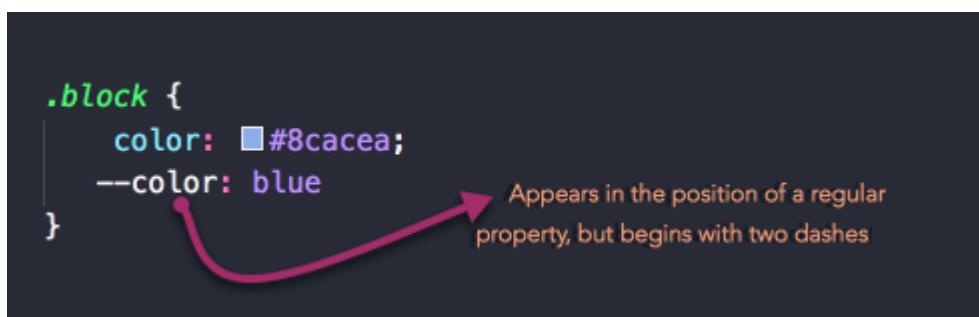 .block {
color: #8cacea;
--color: blue
}
Appears in the position of a regular
property, but begins with two dashes